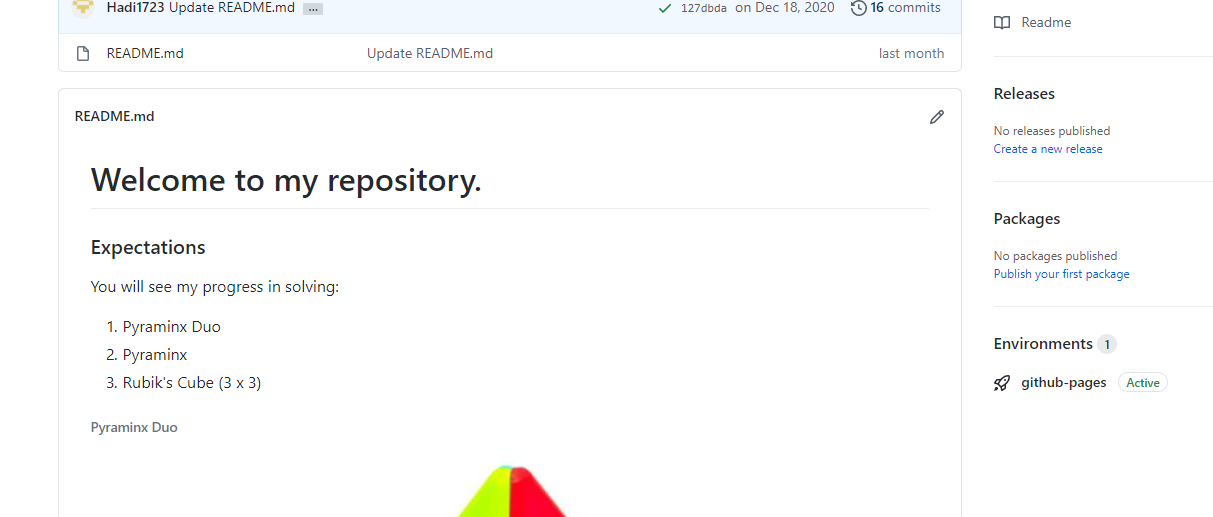 Hadi1723 Update README.md ... 127dbda on Dec 18, 2020 16 commits
README.md Update README.md last month
README.md
Welcome to my repository.
Expectations
You will see my progress in solving:
1. Pyraminx Duo
2. Pyraminx
3. Rubik's Cube (3 x 3)
Pyraminx Duo
Readme
Releases
No releases published
Create a new release
Packages
No packages published
Publish your first package
Environments 1
github-pages Active